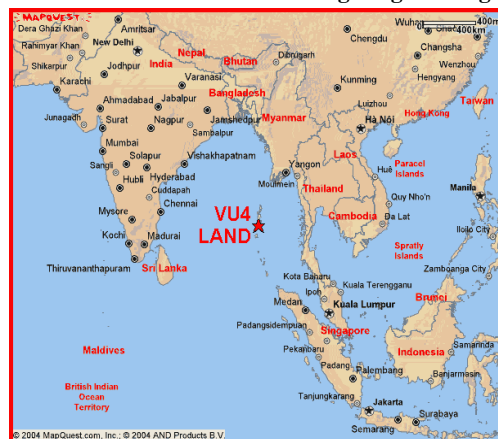 MAPQUEST
400m
400km
Amritsar
Dera Ghazi Khan
Rahimyar Khan
New Delhi
Shikarpur
Nepal
Bhutan
Dibrugarh
Chengdu
Wuhan
Changsha
Wenzhou
Hengyang
Karachi
Jodhpur
India
Varanasi
Kunming
Bangladesh
Liuzhou
Taiwan
Ahmadabad
Jabalpur
Junagadh
Surat
Nagpur
Jamshedpur
Sambalpur
Myanmar
Hà Nôi
Hong Kong
Mumbai
Solapur
Vishakhapatnam
Sangli
Hyderabad
Hubli
Cuddapah
Yangon
Moulmein
Laos
Huê
Paracel
Islands
Thailand
Manila
Mysore
Chennai
VU4
LAND
Quy Nho'n
Cambodia
Đa Lat
Kochi
Madurai
Iloilo City
Thiruvananthapuram
Sri Lanka
Spratly
Islands
Zamboanga City
Kota Baharu
Kuala Terengganu
Ipoh
Medan
Kuala Lumpur
Brunei
Padangsidempuan
Singapore
Pekanbaru
Maldives
Padang
Indonesia
Samarinda
Palembang
Banjarmasin
British Indian
Ocean
Territory
Tanjungkarang
Jakarta
Surabaya
Semarang
© 2004 MapQuest.com, Inc.; © 2004 AND Products B.V.